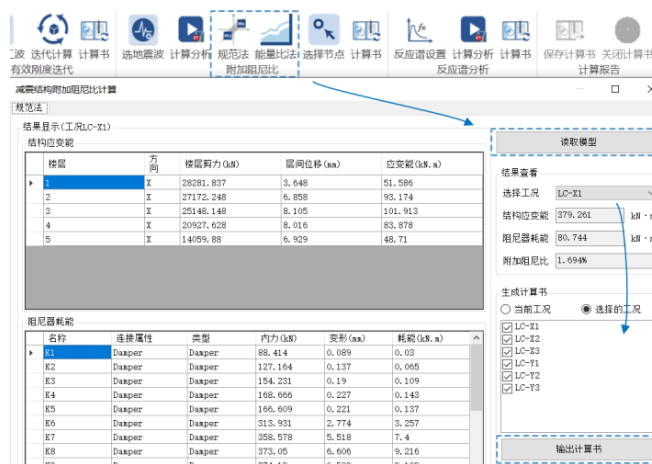 波 迭代计算 计算书 选地震波 计算分析 规范法 能量比法 选择节点 计算书 反应谱设置 计算分析 计算书 保存计算书 关闭计算书
有效刚度迭代 附加阻尼比 反应谱分析 计算报告
减震结构附加阻尼比计算
规范法
结果显示(工况LC-X1)
结构应变能
楼层 方向 楼层剪力(kN) 层间位移(mm) 应变能(kN.m)
1 X 28281.837 3.648 51.586
2 X 27172.248 6.858 93.174
3 X 25148.148 8.105 101.913
4 X 20927.628 8.016 83.878
5 X 14059.88 6.929 48.71
阻尼器耗能
名称 连接属性 类型 内力(kN) 变形(mm) 耗能(kN.m)
K1 Damper Damper 88.414 0.089 0.03
K2 Damper Damper 127.164 0.137 0.065
K3 Damper Damper 154.231 0.19 0.109
K4 Damper Damper 168.666 0.227 0.143
K5 Damper Damper 166.609 0.221 0.137
K6 Damper Damper 313.931 2.774 3.257
K7 Damper Damper 358.578 5.518 7.4
K8 Damper Damper 373.05 6.606 9.216
读取模型
结果查看
选择工况 LC-X1
结构应变能 379.261 kN·
阻尼器耗能 80.744 kN·
附加阻尼比 1.694%
生成计算书
当前工况 选择的工况
LC-X1
LC-X2
LC-X3
LC-Y1
LC-Y2
LC-Y3
输出计算书